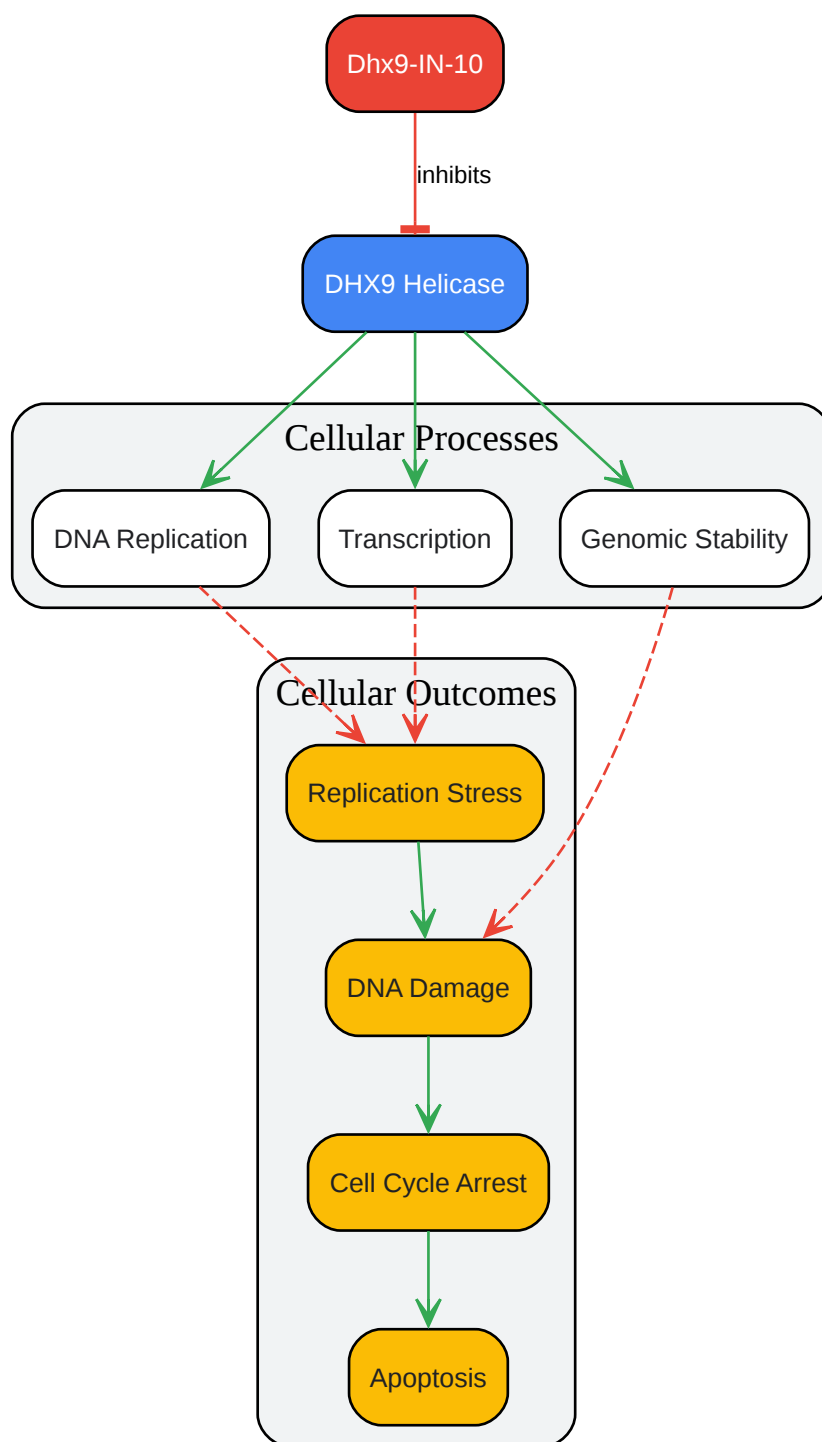 Dhx9-IN-10
inhibits
DHX9 Helicase
Cellular Processes
DNA Replication
Transcription
Genomic Stability
Cellular Outcomes
Replication Stress
DNA Damage
Cell Cycle Arrest
Apoptosis